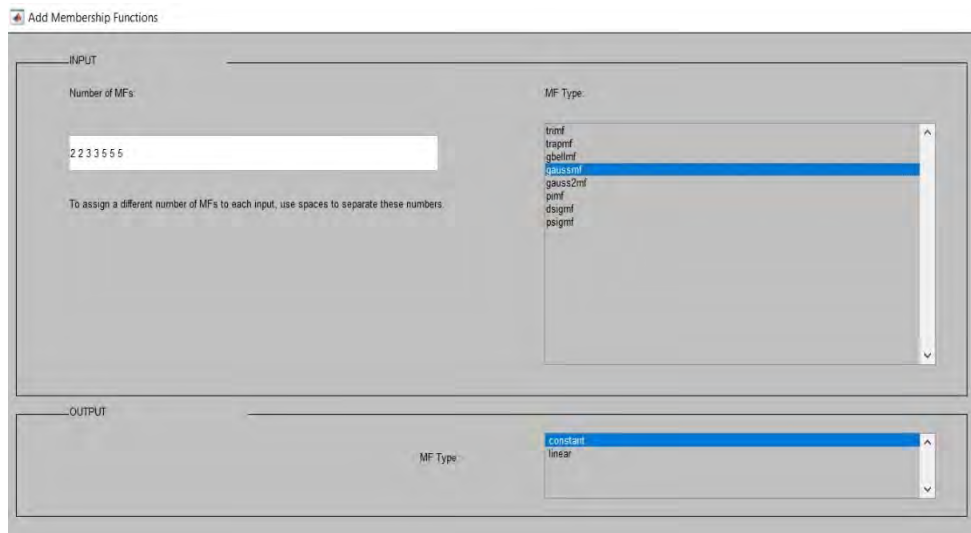 Add Membership Functions
INPUT
Number of MFs:
2 2 3 3 5 5 5
To assign a different number of MFs to each input, use spaces to separate these numbers.
MF Type:
trimf
trapmf
gbellmf
gaussmf
gauss2mf
pimf
dsigmf
psigmf
OUTPUT
MF Type:
constant
linear